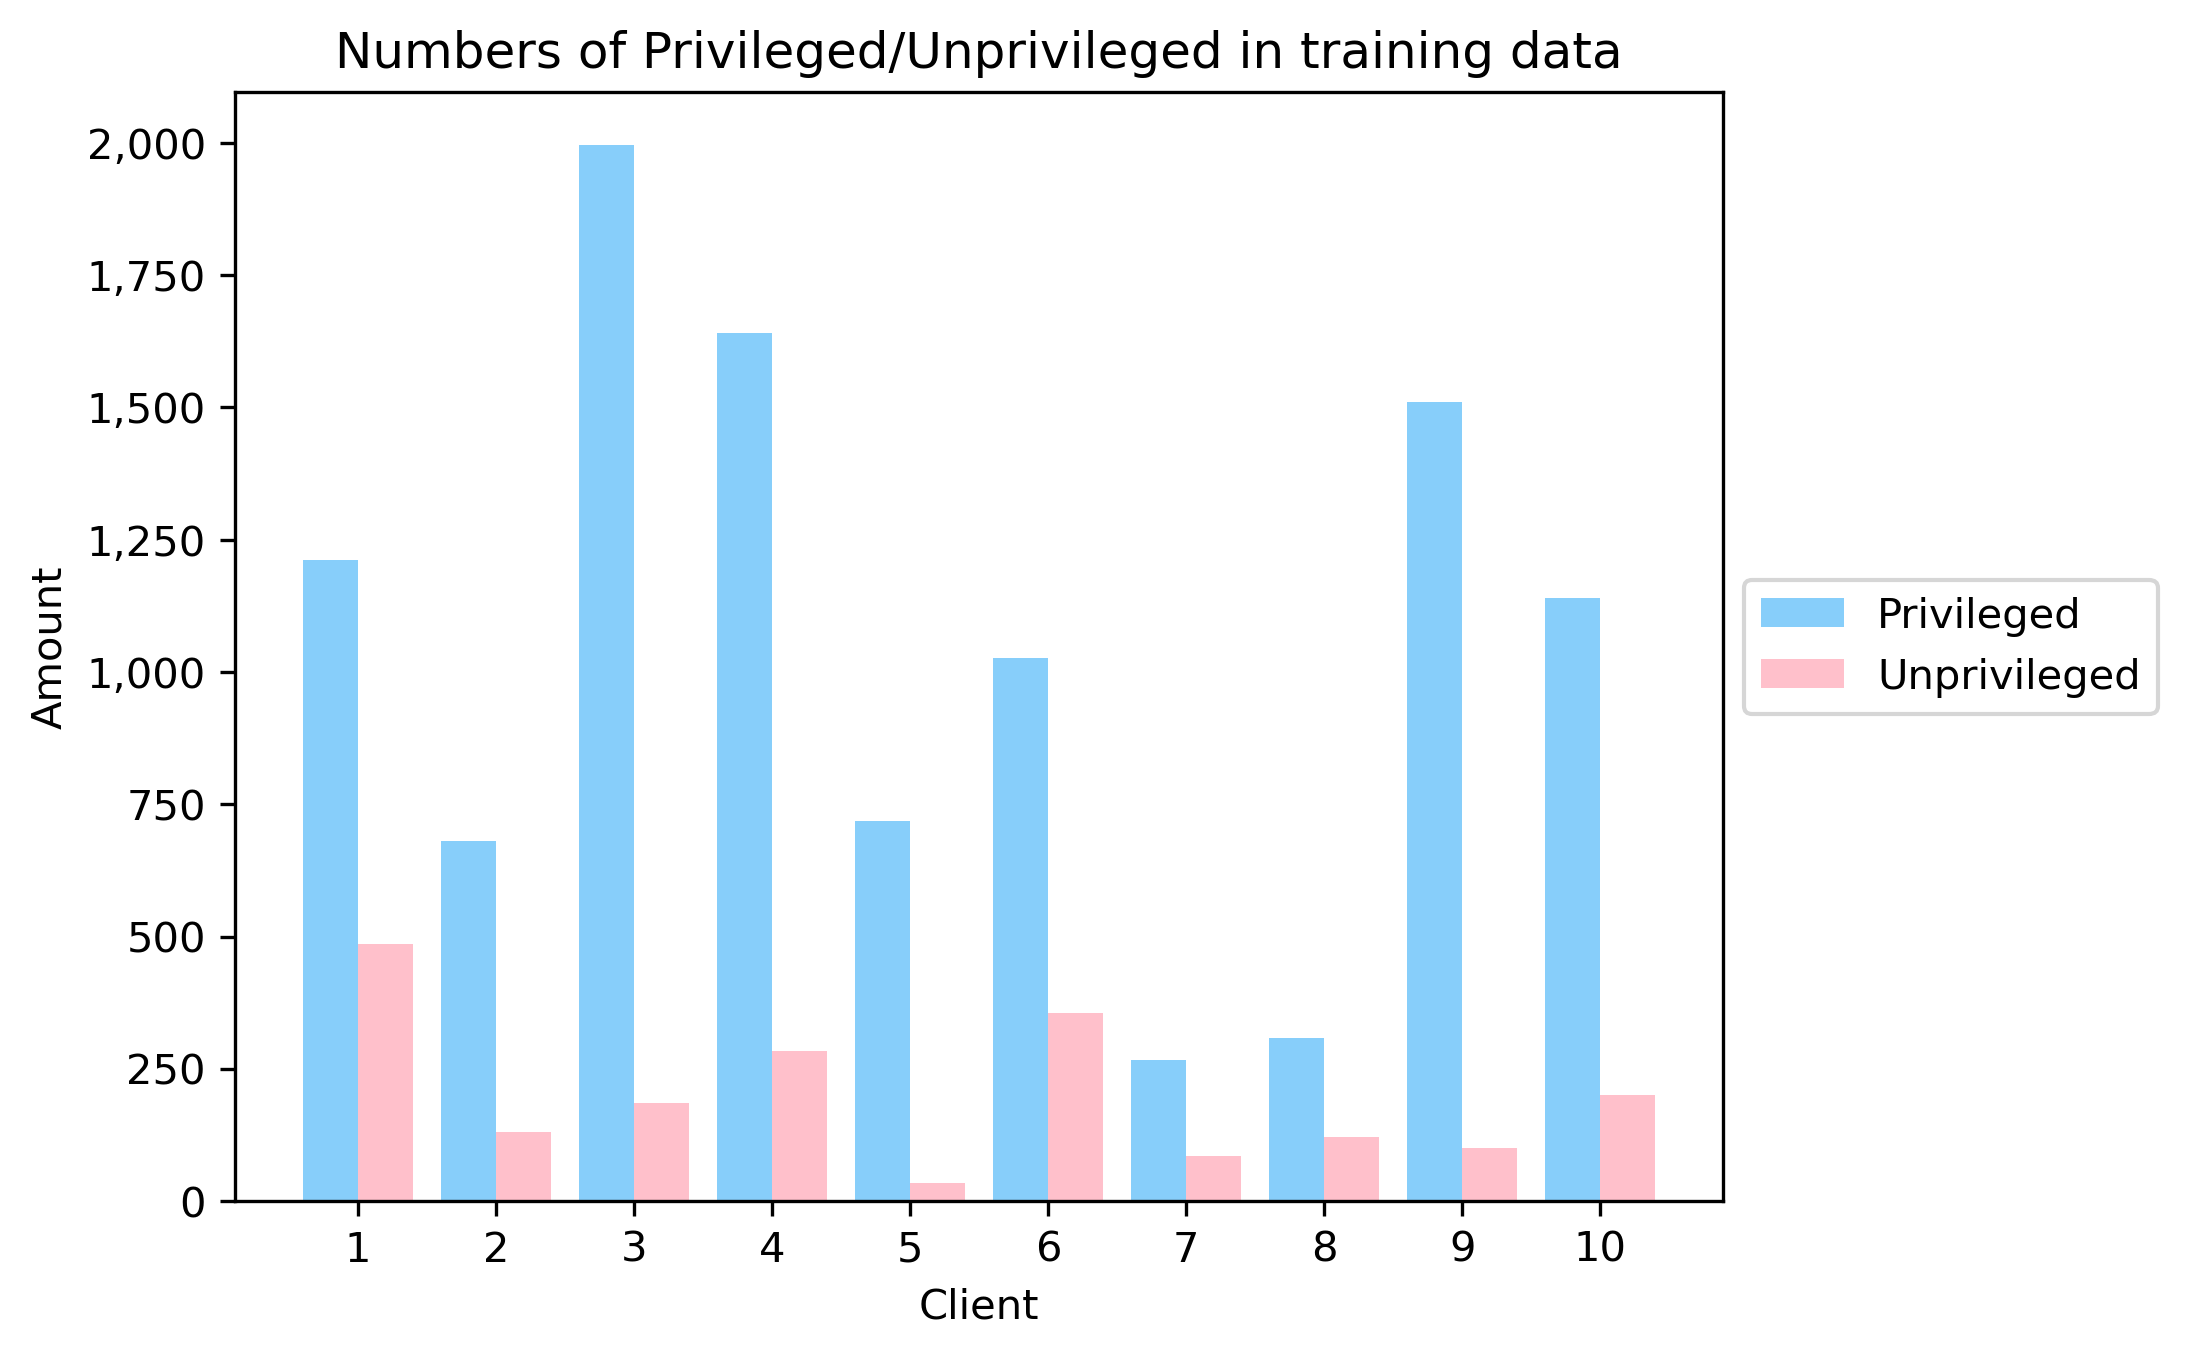 Numbers of Privileged/Unprivileged in training data
2,000
1,750
1,500
1,250
1,000
750
500
250
0
Amount
1 2 3 4 5 6 7 8 9 10
Client
Privileged
Unprivileged